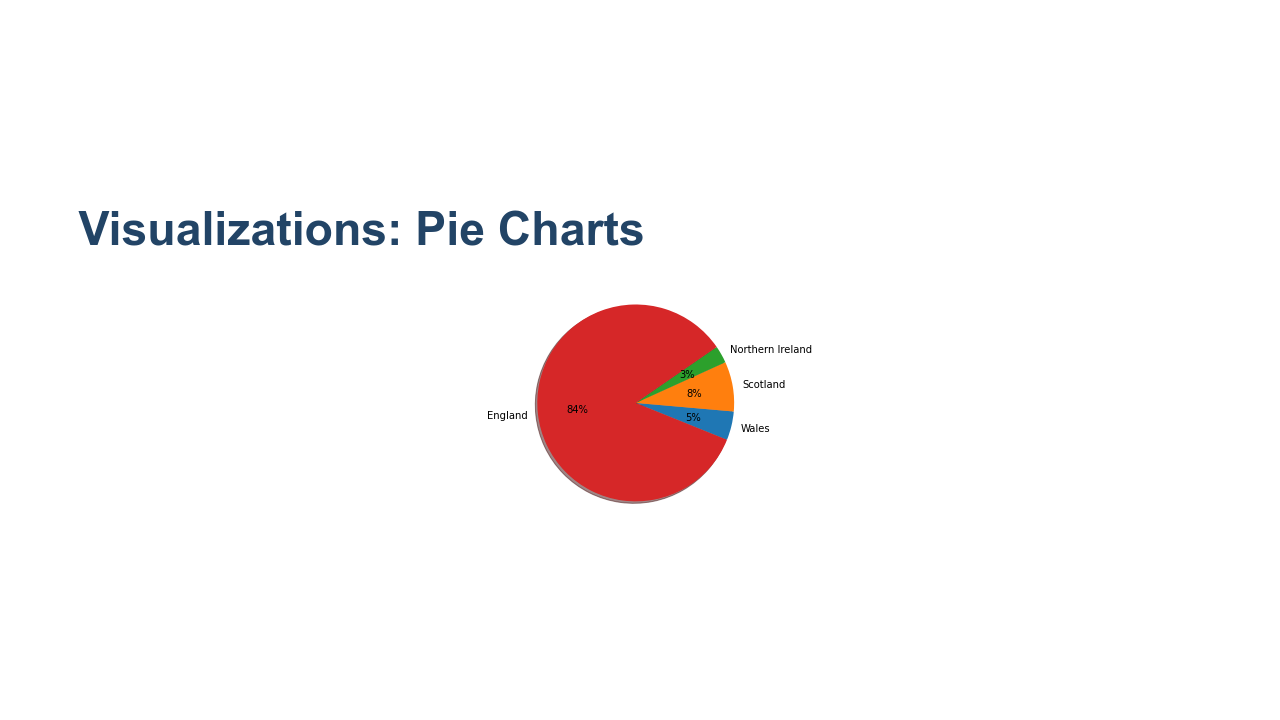 Visualizations: Pie Charts
Northern Ireland
3%
Scotland
8%
84%
England
5%
Wales